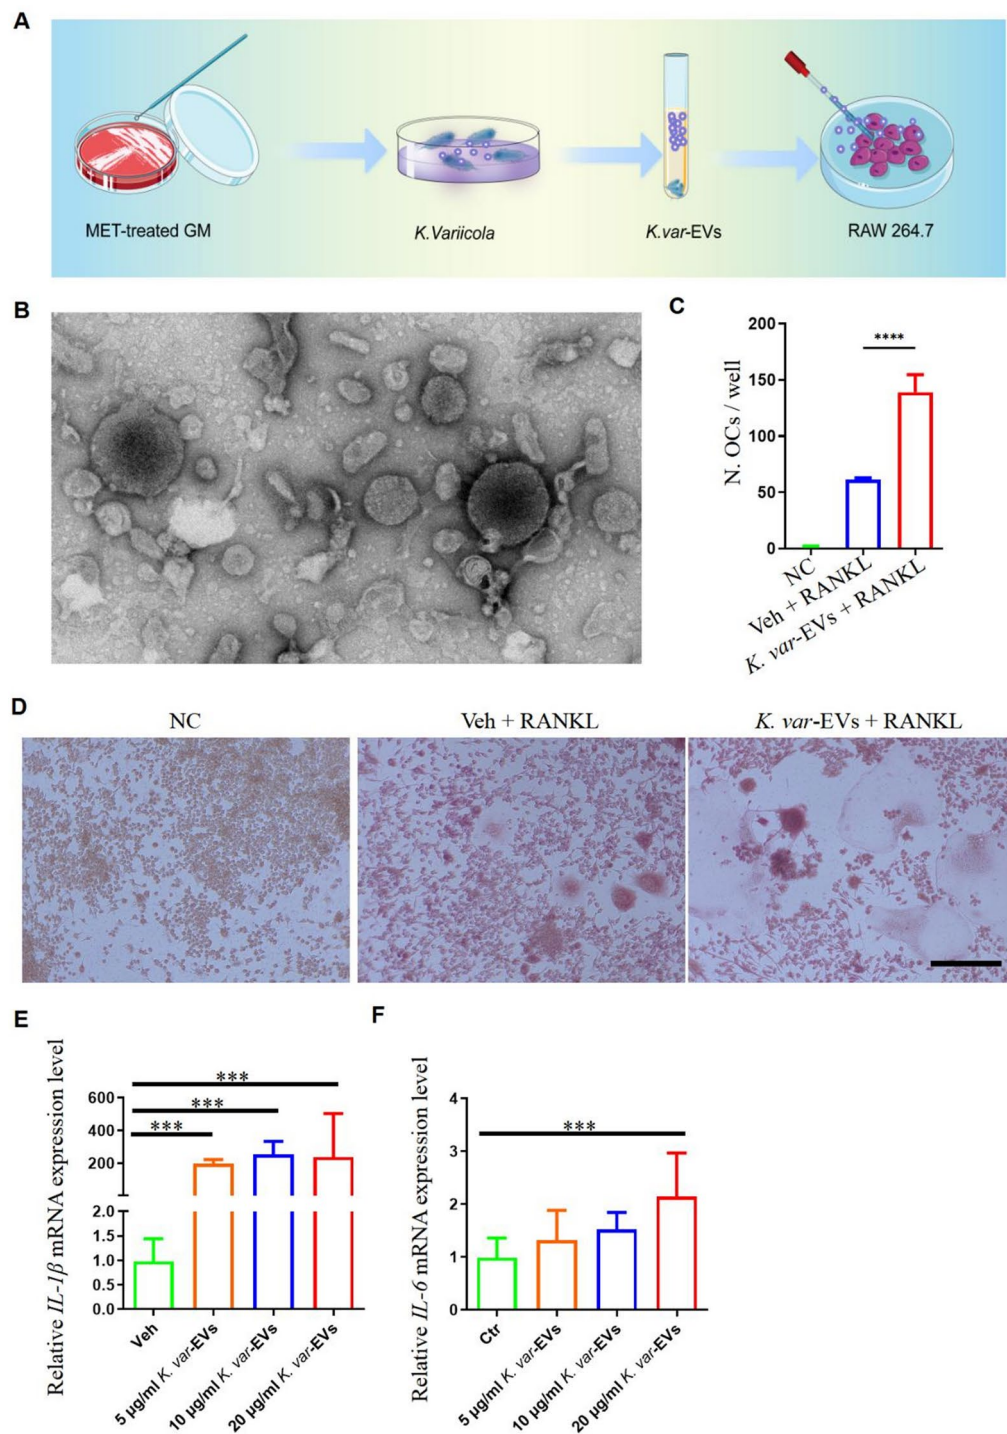 A
MET-treated GM
K.Variicola
K.var-EVs
RAW 264.7
B
C
N. OCs / well
200
150
100
50
0
****
NC
Veh + RANKL
K. var-EVs + RANKL
D
NC
Veh + RANKL
K. var-EVs + RANKL
E
Relative IL-1β mRNA expression level
600
400
200
2.0
1.5
1.0
0.5
0.0
***
***
***
Veh
5 µg/ml K. var-EVs
10 µg/ml K. var-EVs
20 µg/ml K. var-EVs
F
Relative IL-6 mRNA expression level
4
3
2
1
0
***
Ctr
5 µg/ml K. var-EVs
10 µg/ml K. var-EVs
20 µg/ml K. var-EVs